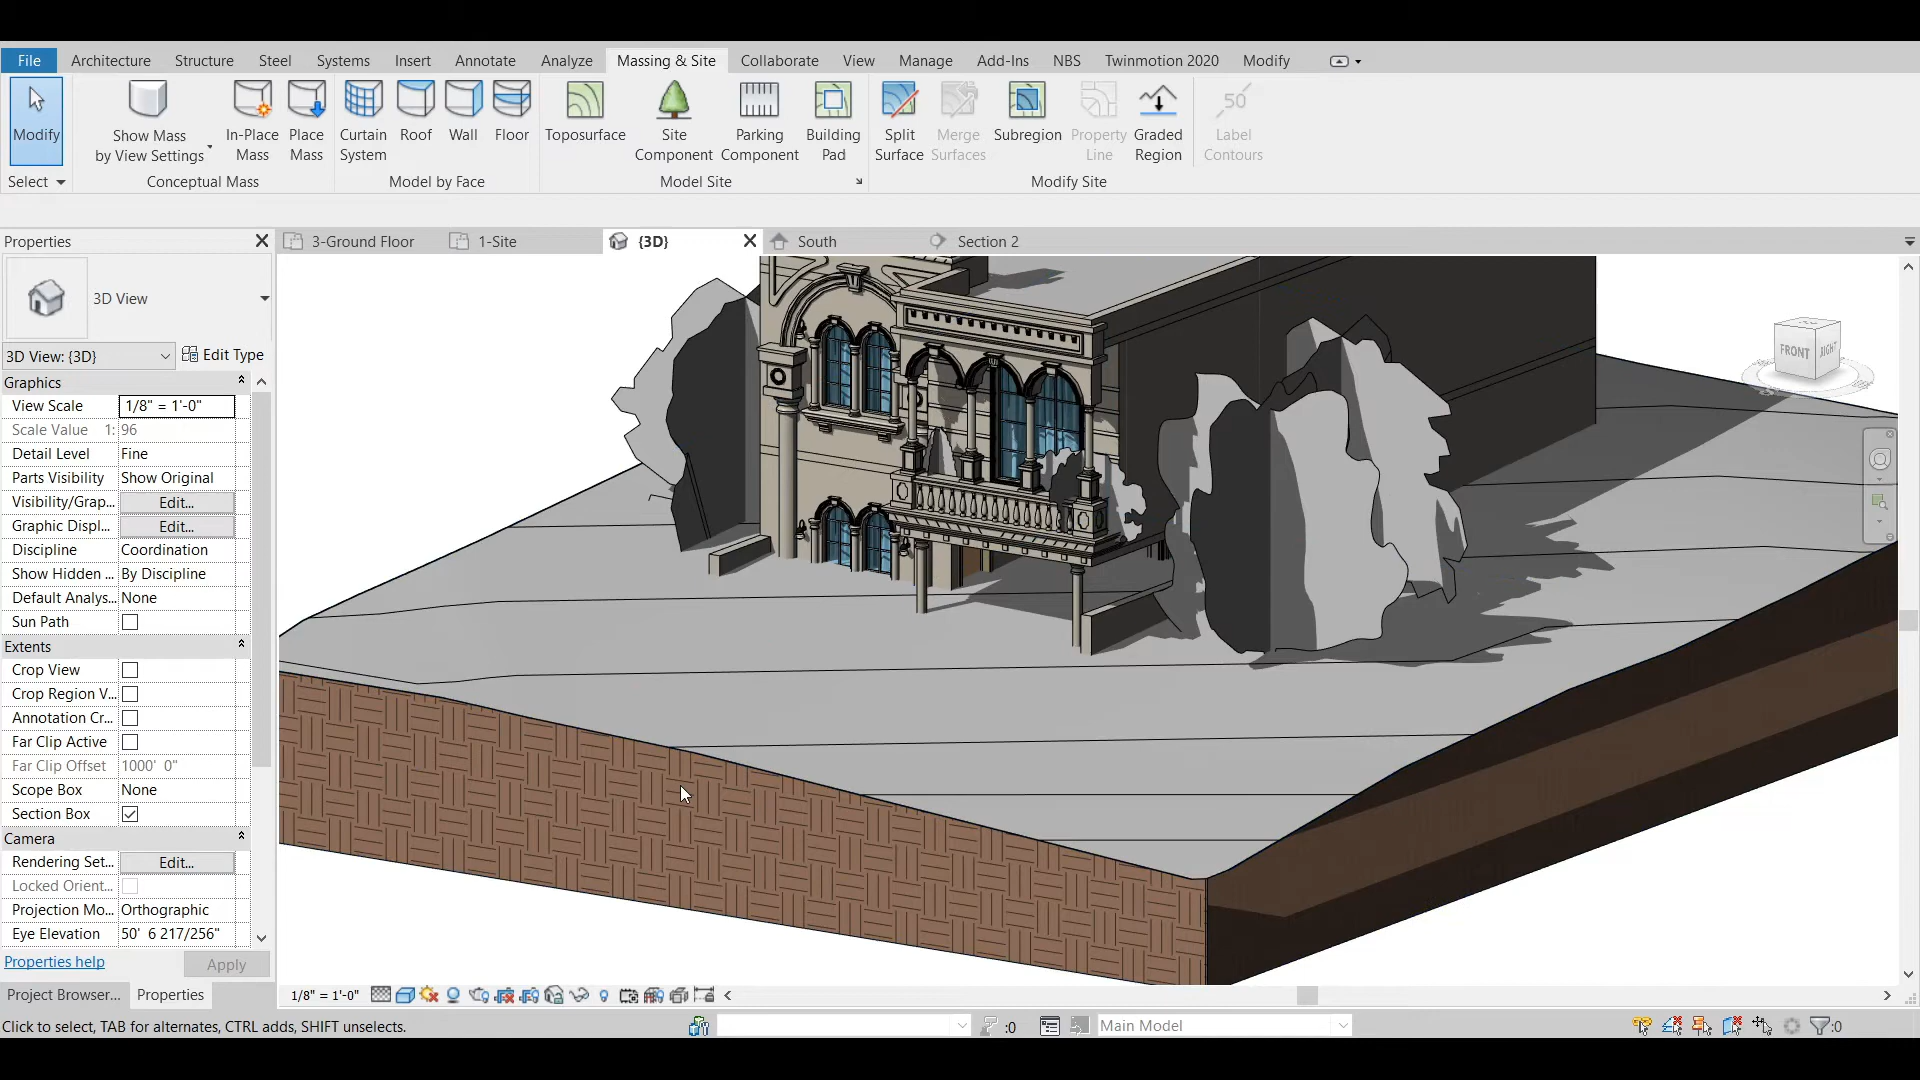 File Architecture Structure Steel Systems Insert Annotate Analyze Massing & Site Collaborate View Manage Add-Ins NBS Twinmotion 2020 Modify
Modify
Show Mass
by View Settings
In-Place
Mass
Place
Mass
Curtain
System
Roof
Wall
Floor
Toposurface
Site
Component
Parking
Component
Building
Pad
Split
Surface
Merge
Surfaces
Subregion
Property
Line
Graded
Region
50
Label
Contours
Select
Conceptual Mass
Model by Face
Model Site
Modify Site
Properties
3-Ground Floor
1-Site
{3D}
South
Section 2
3D View
3D View: {3D}
Edit Type
Graphics
View Scale 1/8" = 1'-0"
Scale Value 1: 96
Detail Level Fine
Parts Visibility Show Original
Visibility/Grap... Edit...
Graphic Displ... Edit...
Discipline Coordination
Show Hidden ... By Discipline
Default Analys... None
Sun Path
Extents
Crop View
Crop Region V...
Annotation Cr...
Far Clip Active
Far Clip Offset 1000' 0"
Scope Box None
Section Box
Camera
Rendering Set... Edit...
Locked Orient...
Projection Mo... Orthographic
Eye Elevation 50' 6 217/256"
Properties help
Apply
Project Browser...
Properties
FRONT
RIGHT
1/8" = 1'-0"
Click to select, TAB for alternates, CTRL adds, SHIFT unselects.
:0
Main Model
:0